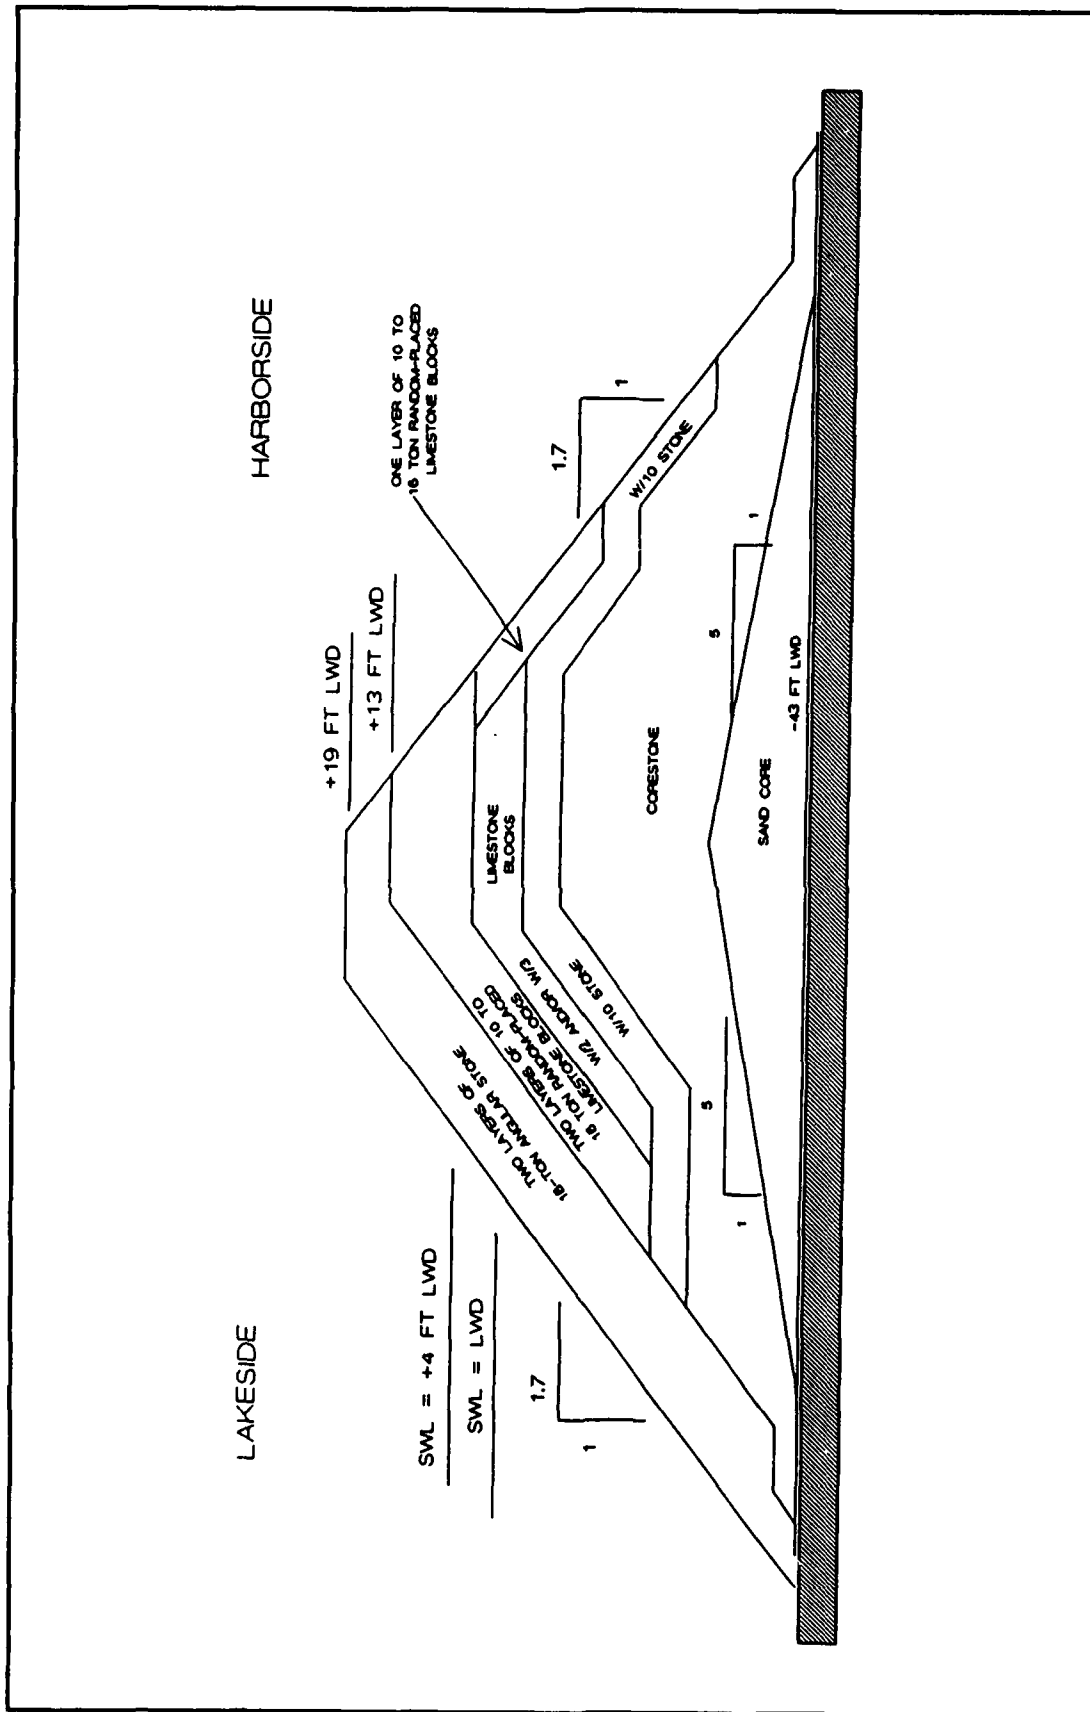 LAKESIDE
HARBORSIDE
+19 FT LWD
+13 FT LWD
SWL = +4 FT LWD
SWL = LWD
ONE LAYER OF 10 TO
16 TON RANDOM-PLACED
LIMESTONE BLOCKS
1.7
1
1.7
1
TWO LAYERS OF
18-TON ANGULAR STONE
TWO LAYERS OF 10 TO
18 TON RANDOM-PLACED
LIMESTONE BLOCKS
W/2 AND/OR W/3
W/10 STONE
LIMESTONE
BLOCKS
W/10 STONE
CORESTONE
5
1
5
1
SAND CORE
-43 FT LWD